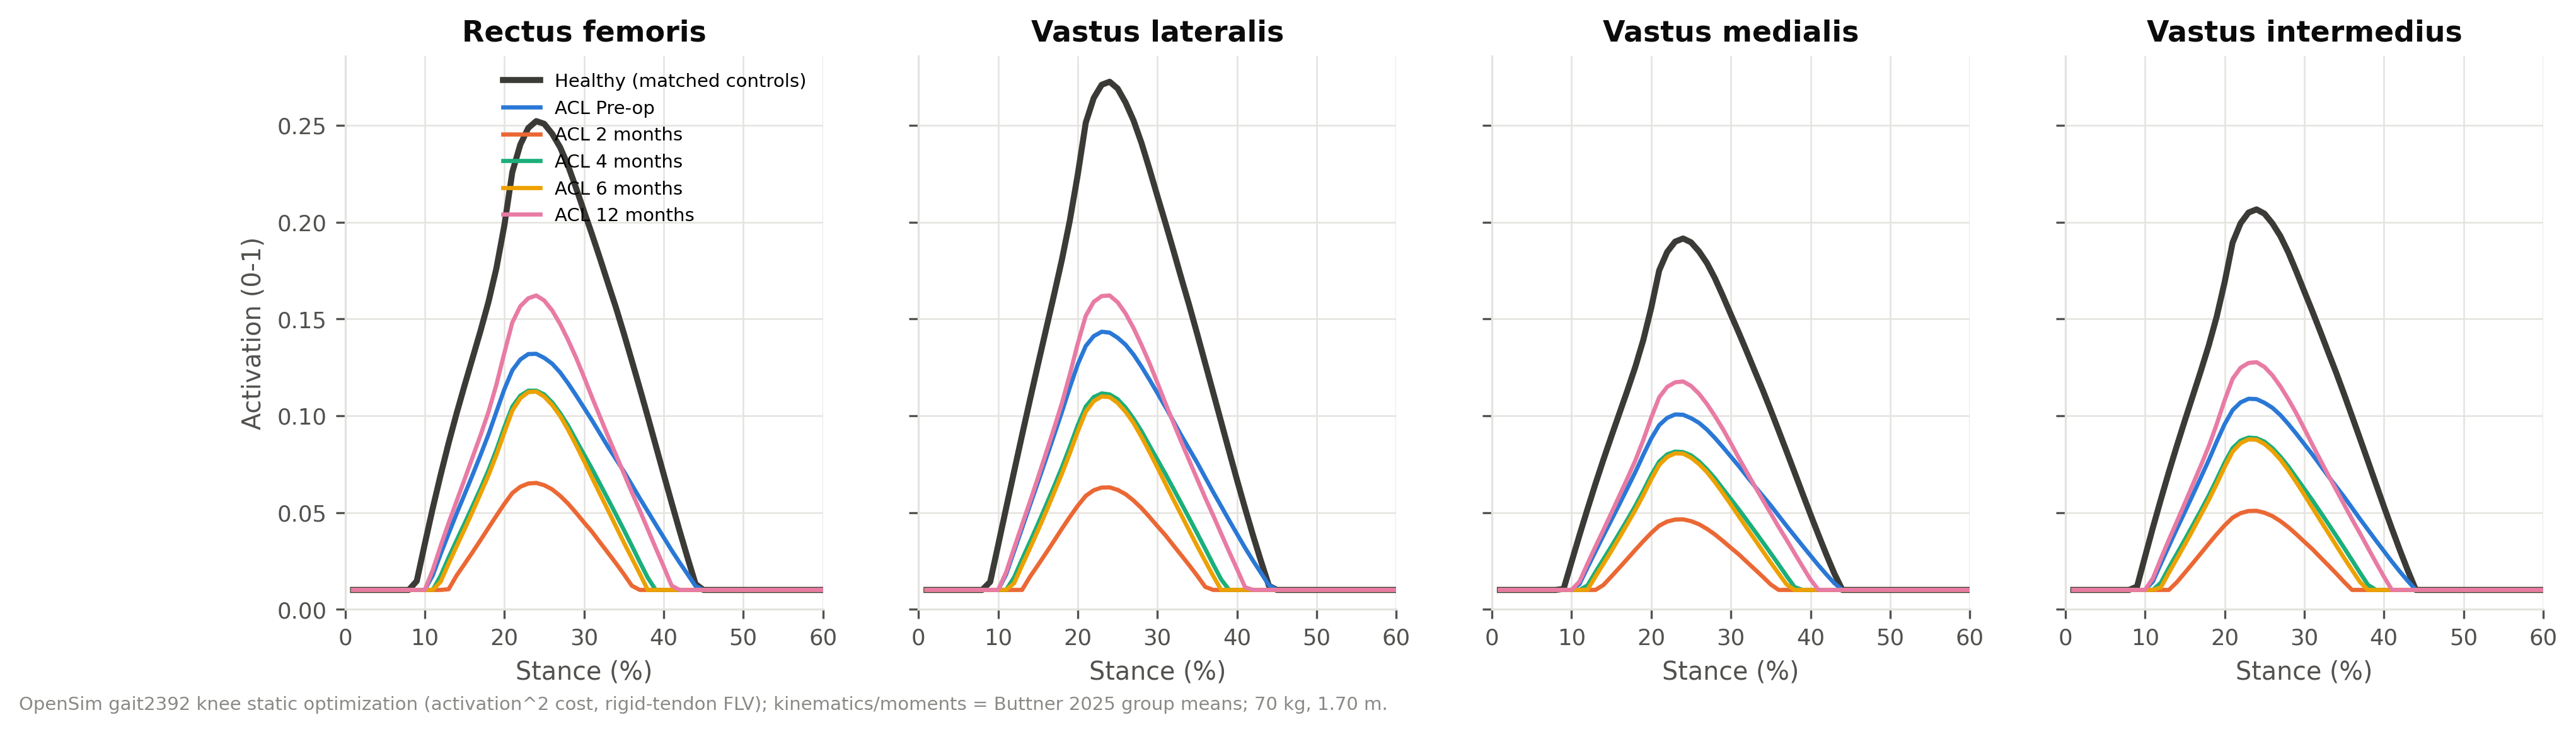 Rectus femoris
Vastus lateralis
Vastus medialis
Vastus intermedius
Healthy (matched controls)
ACL Pre-op
ACL 2 months
ACL 4 months
ACL 6 months
ACL 12 months
Activation (0-1)
0.25
0.20
0.15
0.10
0.05
0.00
0 10 20 30 40 50 60
0 10 20 30 40 50 60
0 10 20 30 40 50 60
0 10 20 30 40 50 60
Stance (%)
Stance (%)
Stance (%)
Stance (%)
OpenSim gait2392 knee static optimization (activation^2 cost, rigid-tendon FLV); kinematics/moments = Buttner 2025 group means; 70 kg, 1.70 m.